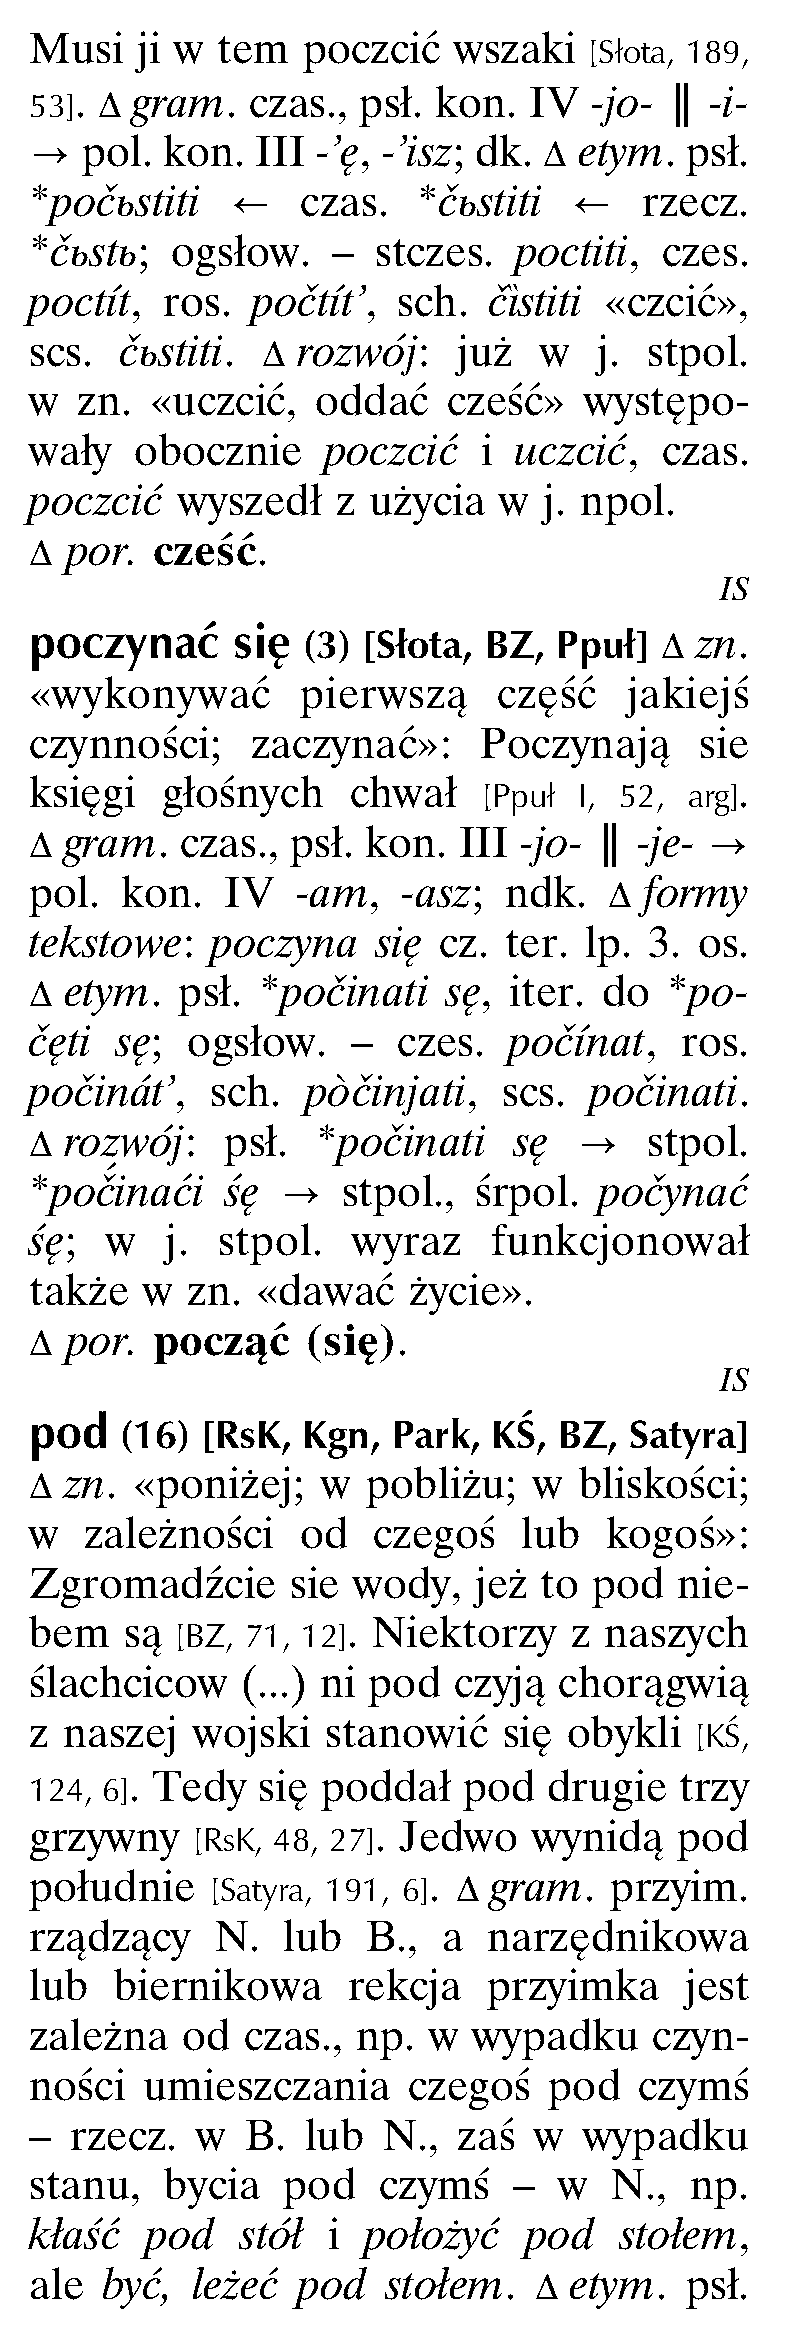 Musi ji w tem poczcić wszaki [Słota, 189,
53]. Δ gram. czas., psł. kon. IV -jo- ‖ -i-
→ pol. kon. III -’ę, -’isz; dk. Δ etym. psł.
*počьstiti ← czas. *čьstiti ← rzecz.
*čьstь; ogsłow. – stczes. poctiti, czes.
poctít, ros. počtít’, sch. čȉstiti «czcić»,
scs. čьstiti. Δ rozwój: już w j. stpol.
w zn. «uczcić, oddać cześć» występo-
wały obocznie poczcić i uczcić, czas.
poczcić wyszedł z użycia w j. npol.
Δ por. cześć.
IS
poczynać się (3) [Słota, BZ, Ppuł] Δ zn.
«wykonywać pierwszą część jakiejś
czynności; zaczynać»: Poczynają sie
księgi głośnych chwał [Ppuł I, 52, arg].
Δ gram. czas., psł. kon. III -jo- ‖ -je- →
pol. kon. IV -am, -asz; ndk. Δ formy
tekstowe: poczyna się cz. ter. lp. 3. os.
Δ etym. psł. *počinati sę, iter. do *po-
čęti sę; ogsłow. – czes. počínat, ros.
počinát’, sch. pòčinjati, scs. počinati.
Δ rozwój: psł. *počinati sę → stpol.
*poč́inaći śę → stpol., śrpol. počynać
śę; w j. stpol. wyraz funkcjonował
także w zn. «dawać życie».
Δ por. począć (się).
IS
pod (16) [RsK, Kgn, Park, KŚ, BZ, Satyra]
Δ zn. «poniżej; w pobliżu; w bliskości;
w zależności od czegoś lub kogoś»:
Zgromadźcie sie wody, jeż to pod nie-
bem są [BZ, 71, 12]. Niektorzy z naszych
ślachcicow (...) ni pod czyją chorągwią
z naszej wojski stanowić się obykli [KŚ,
124, 6]. Tedy się poddał pod drugie trzy
grzywny [RsK, 48, 27]. Jedwo wynidą pod
południe [Satyra, 191, 6]. Δ gram. przyim.
rządzący N. lub B., a narzędnikowa
lub biernikowa rekcja przyimka jest
zależna od czas., np. w wypadku czyn-
ności umieszczania czegoś pod czymś
– rzecz. w B. lub N., zaś w wypadku
stanu, bycia pod czymś – w N., np.
kłaść pod stół i położyć pod stołem,
ale być, leżeć pod stołem. Δ etym. psł.